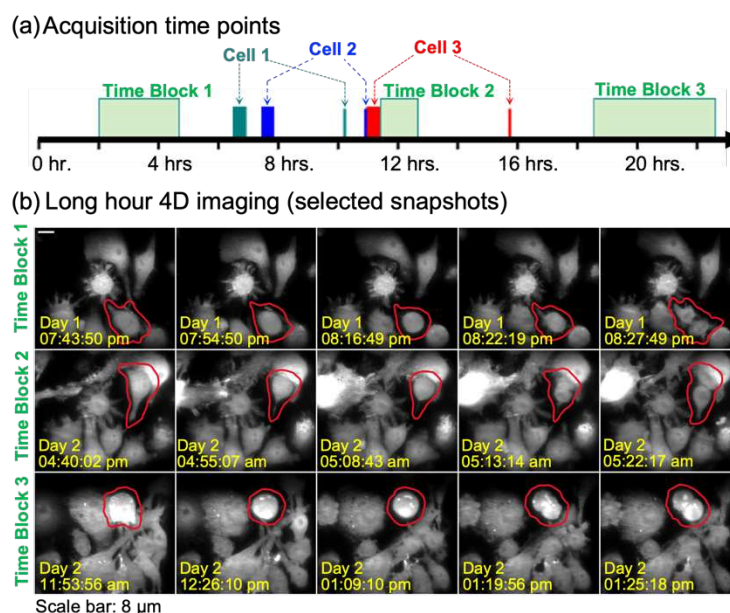 (a) Acquisition time points
Cell 1 Cell 2 Cell 3
Time Block 1 Time Block 2 Time Block 3
0 hr. 4 hrs 8 hrs. 12 hrs. 16 hrs. 20 hrs.
(b) Long hour 4D imaging (selected snapshots)
Time Block 1
Day 1 Day 1 Day 1 Day 1 Day 1
07:43:50 pm 07:54:50 pm 08:16:49 pm 08:22:19 pm 08:27:49 pm
Time Block 2
Day 2 Day 2 Day 2 Day 2 Day 2
04:40:02 pm 04:55:07 am 05:08:43 am 05:13:14 am 05:22:17 am
Time Block 3
Day 2 Day 2 Day 2 Day 2 Day 2
11:53:56 am 12:26:10 pm 01:09:10 pm 01:19:56 pm 01:25:18 pm
Scale bar: 8 µm